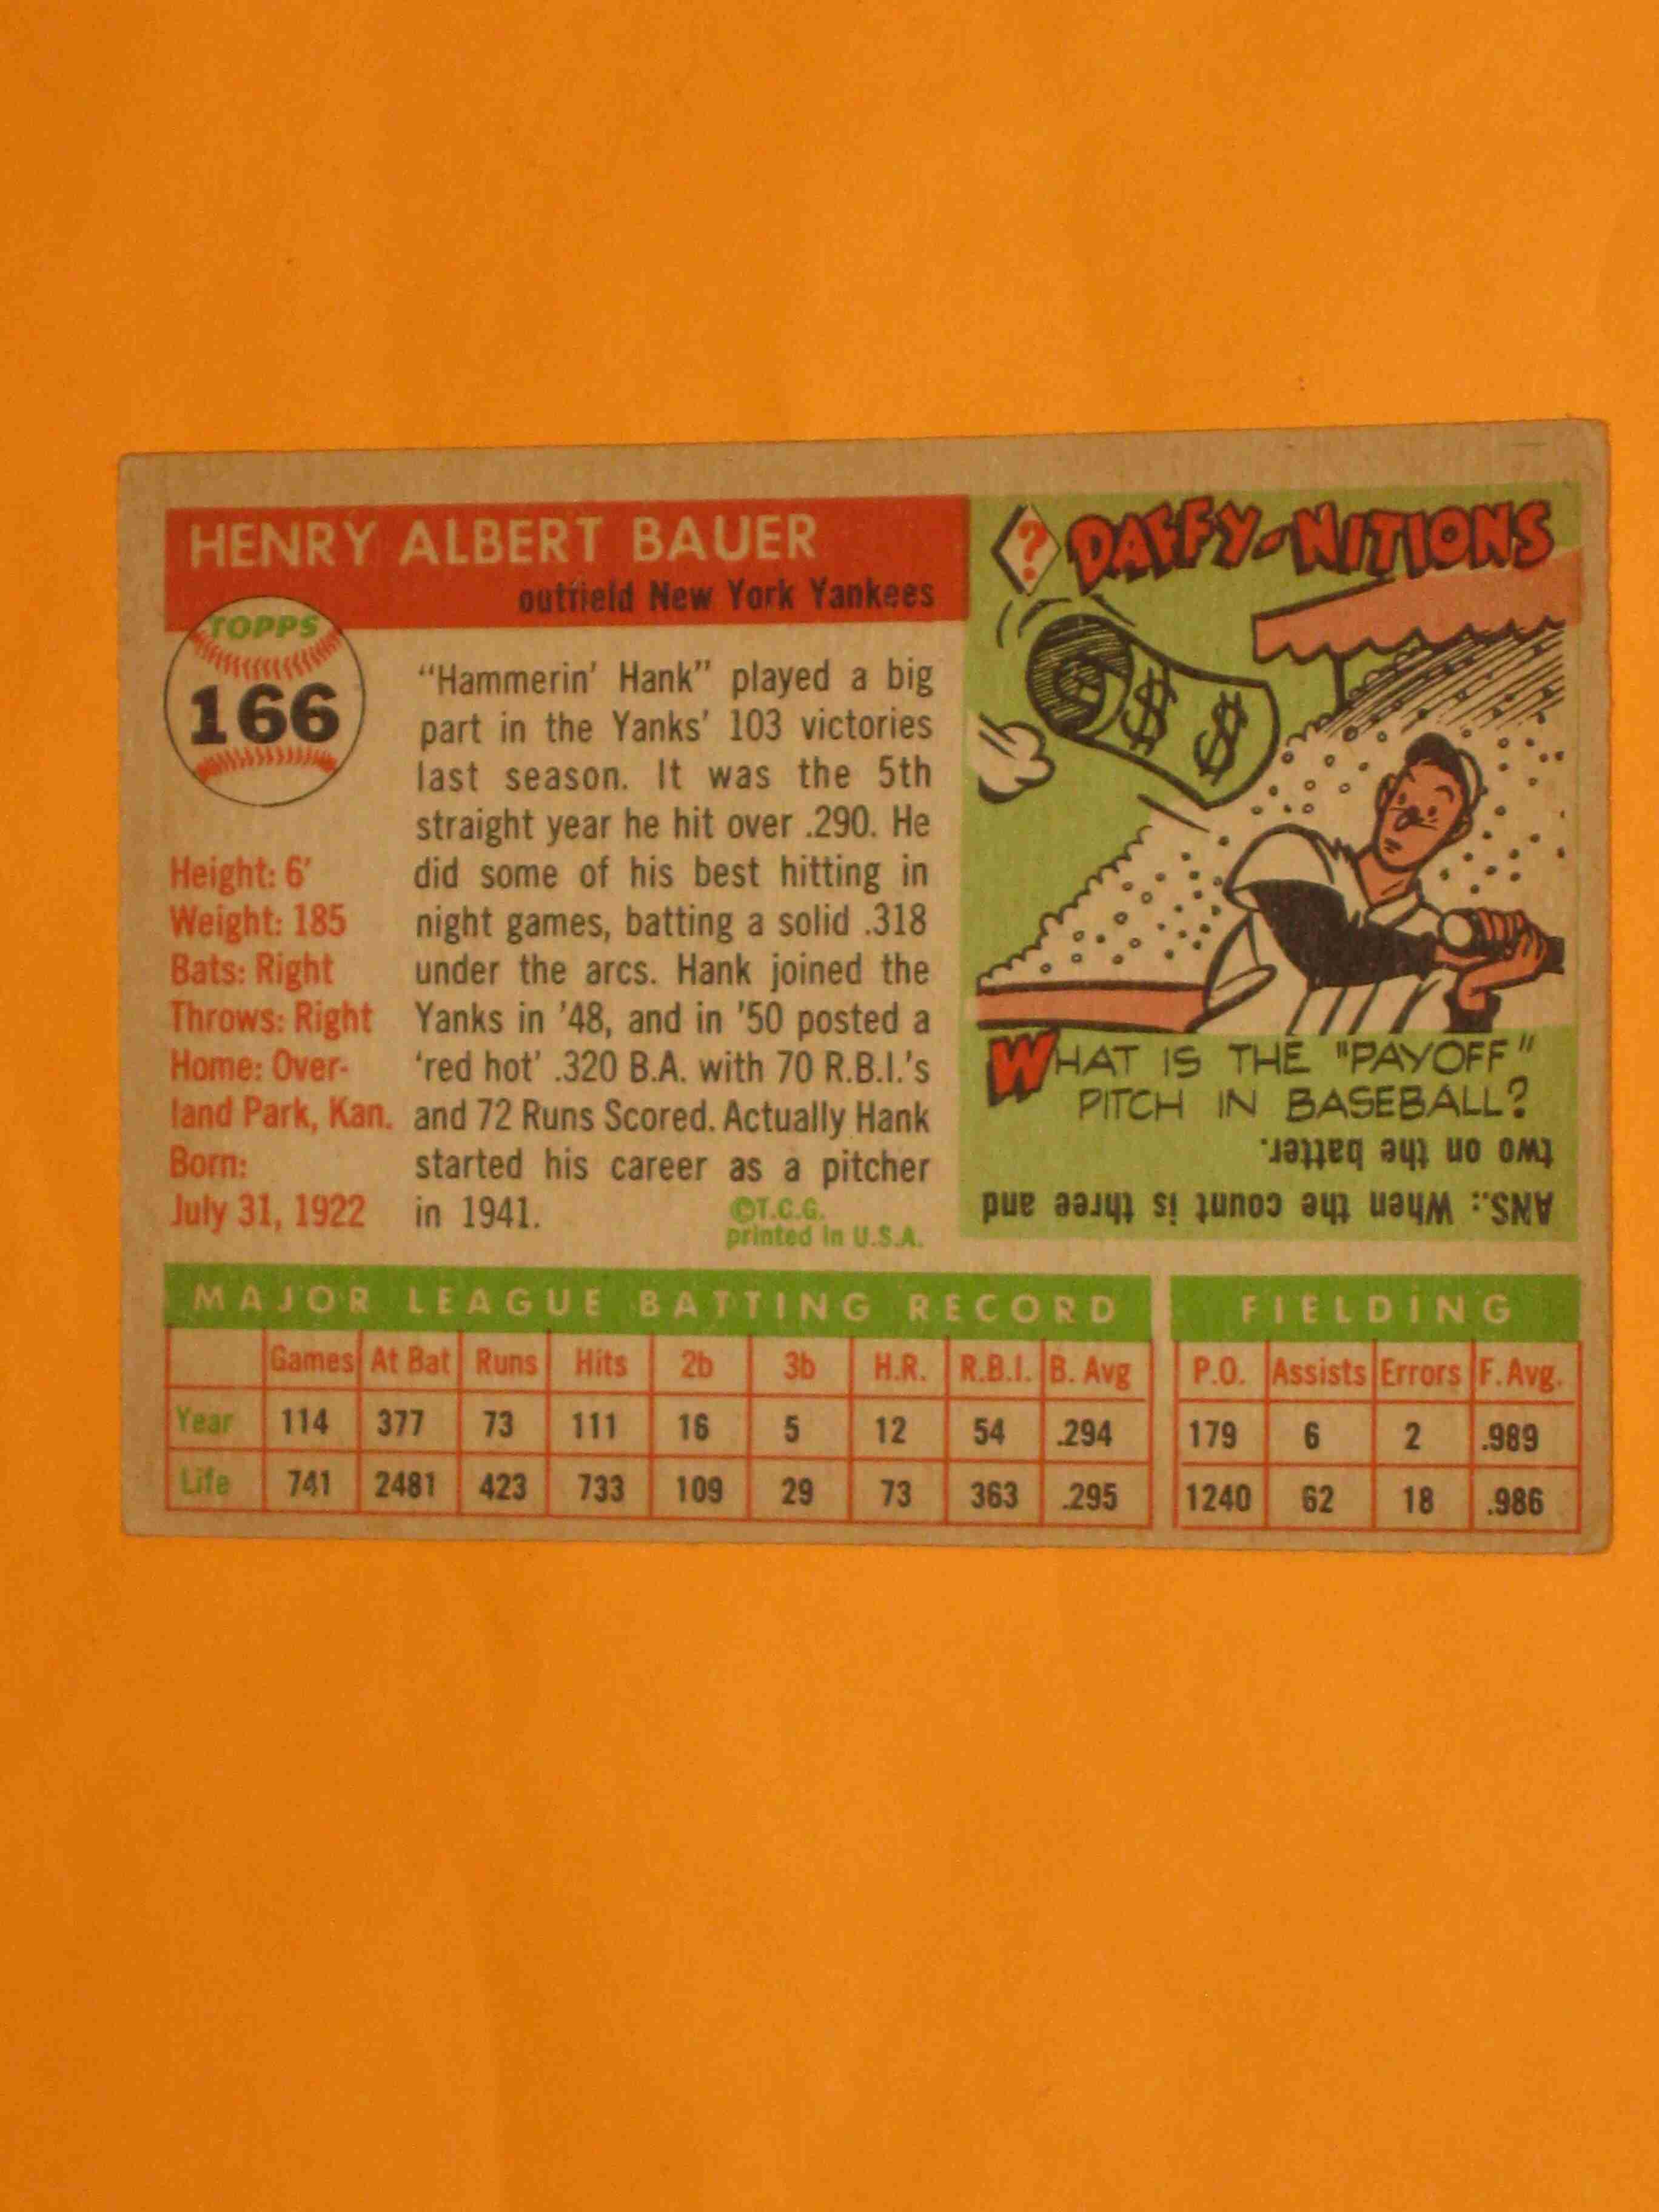 HENRY ALBERT BAUER
outfield New York Yankees
TOPPS
166
Height: 6'
Weight: 185
Bats: Right
Throws: Right
Home: Over-
land Park, Kan.
Born:
July 31, 1922
“Hammerin’ Hank” played a big
part in the Yanks’ 103 victories
last season. It was the 5th
straight year he hit over .290. He
did some of his best hitting in
night games, batting a solid .318
under the arcs. Hank joined the
Yanks in ’48, and in ’50 posted a
‘red hot’ .320 B.A. with 70 R.B.I.’s
and 72 Runs Scored. Actually Hank
started his career as a pitcher
in 1941.
©T.C.G.
printed in U.S.A.
? DAFFY-NITIONS
$ $
WHAT IS THE "PAYOFF"
PITCH IN BASEBALL?
ANS.: When the count is three and
two on the batter.
MAJOR LEAGUE BATTING RECORD
Games At Bat Runs Hits 2b 3b H.R. R.B.I. B. Avg
Year 114 377 73 111 16 5 12 54 .294
Life 741 2481 423 733 109 29 73 363 .295
FIELDING
P.O. Assists Errors F. Avg.
179 6 2 .989
1240 62 18 .986